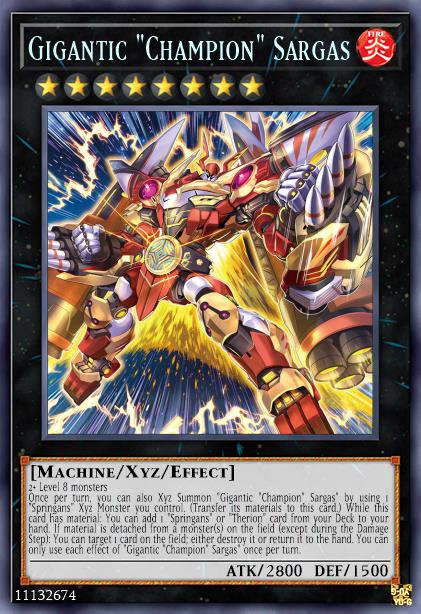 GIGANTIC "CHAMPION" SARGAS
FIRE
炎
[MACHINE/XYZ/EFFECT]
2+ Level 8 monsters
Once per turn, you can also Xyz Summon "Gigantic "Champion" Sargas" by using 1
"Springans" Xyz Monster you control. (Transfer its materials to this card.) While this
card has material: You can add 1 "Springans" or "Therion" card from your Deck to your
hand. If material is detached from a monster(s) on the field (except during the Damage
Step): You can target 1 card on the field; either destroy it or return it to the hand. You can
only use each effect of "Gigantic "Champion" Sargas" once per turn.
ATK/2800 DEF/1500
11132674